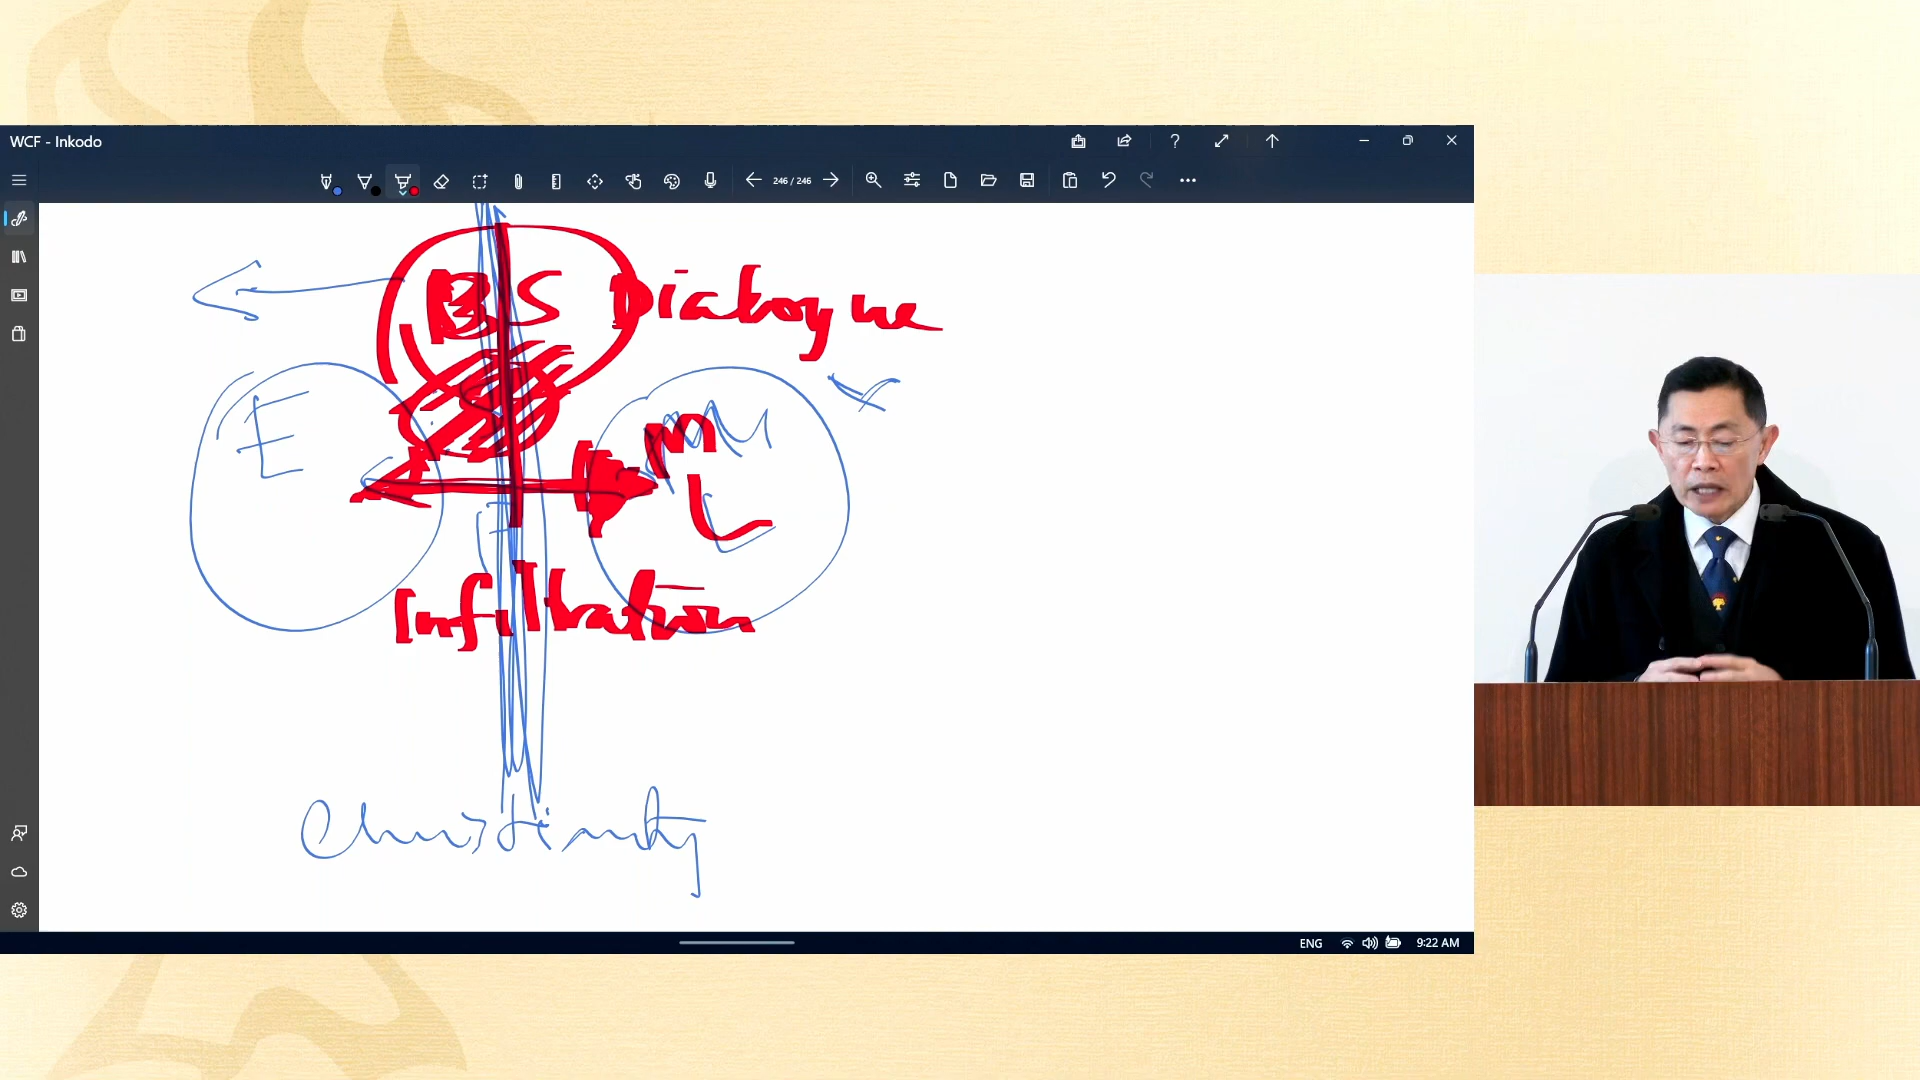 WCF - Inkodo
246 / 246
BS Dialogue
E
M
L
Infiltration
Christianity
ENG 9:22 AM